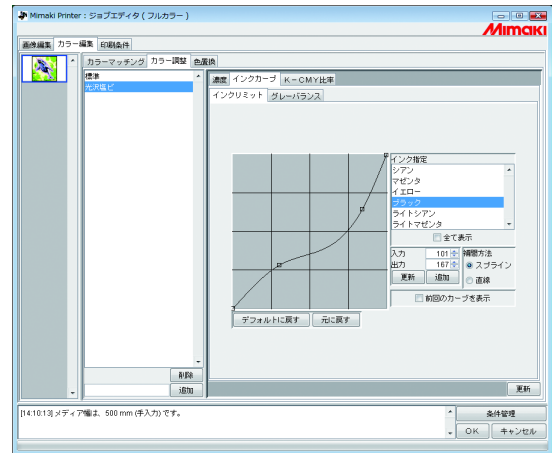 Mimaki Printer : ジョブエディタ ( フルカラー )
Mimaki
画像編集 カラー編集 印刷条件
カラーマッチング カラー調整 色置換
標準
光沢塩ビ
濃度 インクカーブ K－CMY比率
インクリミット グレーバランス
インク指定
シアン
マゼンタ
イエロー
ブラック
ライトシアン
ライトマゼンタ
全て表示
入力 101 補間方法
出力 167 スプライン
更新 追加 直線
前回のカーブを表示
デフォルトに戻す 元に戻す
削除
追加
更新
[14:10:13] メディア幅は、500 mm (手入力) です。
条件管理
OK キャンセル